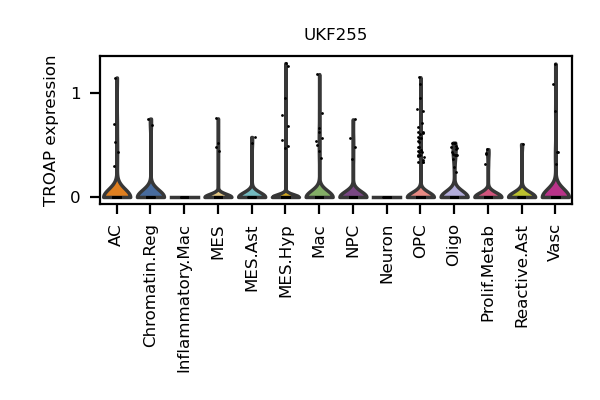 UKF255
TROAP expression
1
0
AC
Chromatin.Reg
Inflammatory.Mac
MES
MES.Ast
MES.Hyp
Mac
NPC
Neuron
OPC
Oligo
Prolif.Metab
Reactive.Ast
Vasc